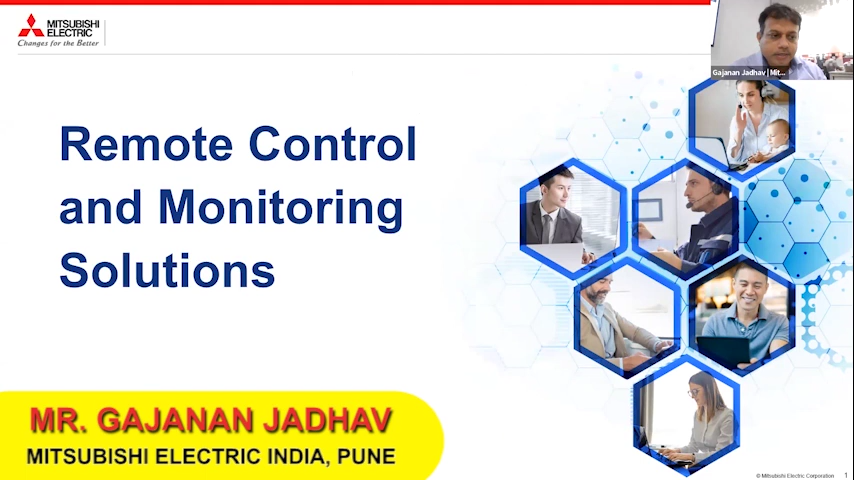 MITSUBISHI
ELECTRIC
Changes for the Better
Gajanan Jadhav | Mit...
Remote Control
and Monitoring
Solutions
MR. GAJANAN JADHAV
MITSUBISHI ELECTRIC INDIA, PUNE
© Mitsubishi Electric Corporation 1